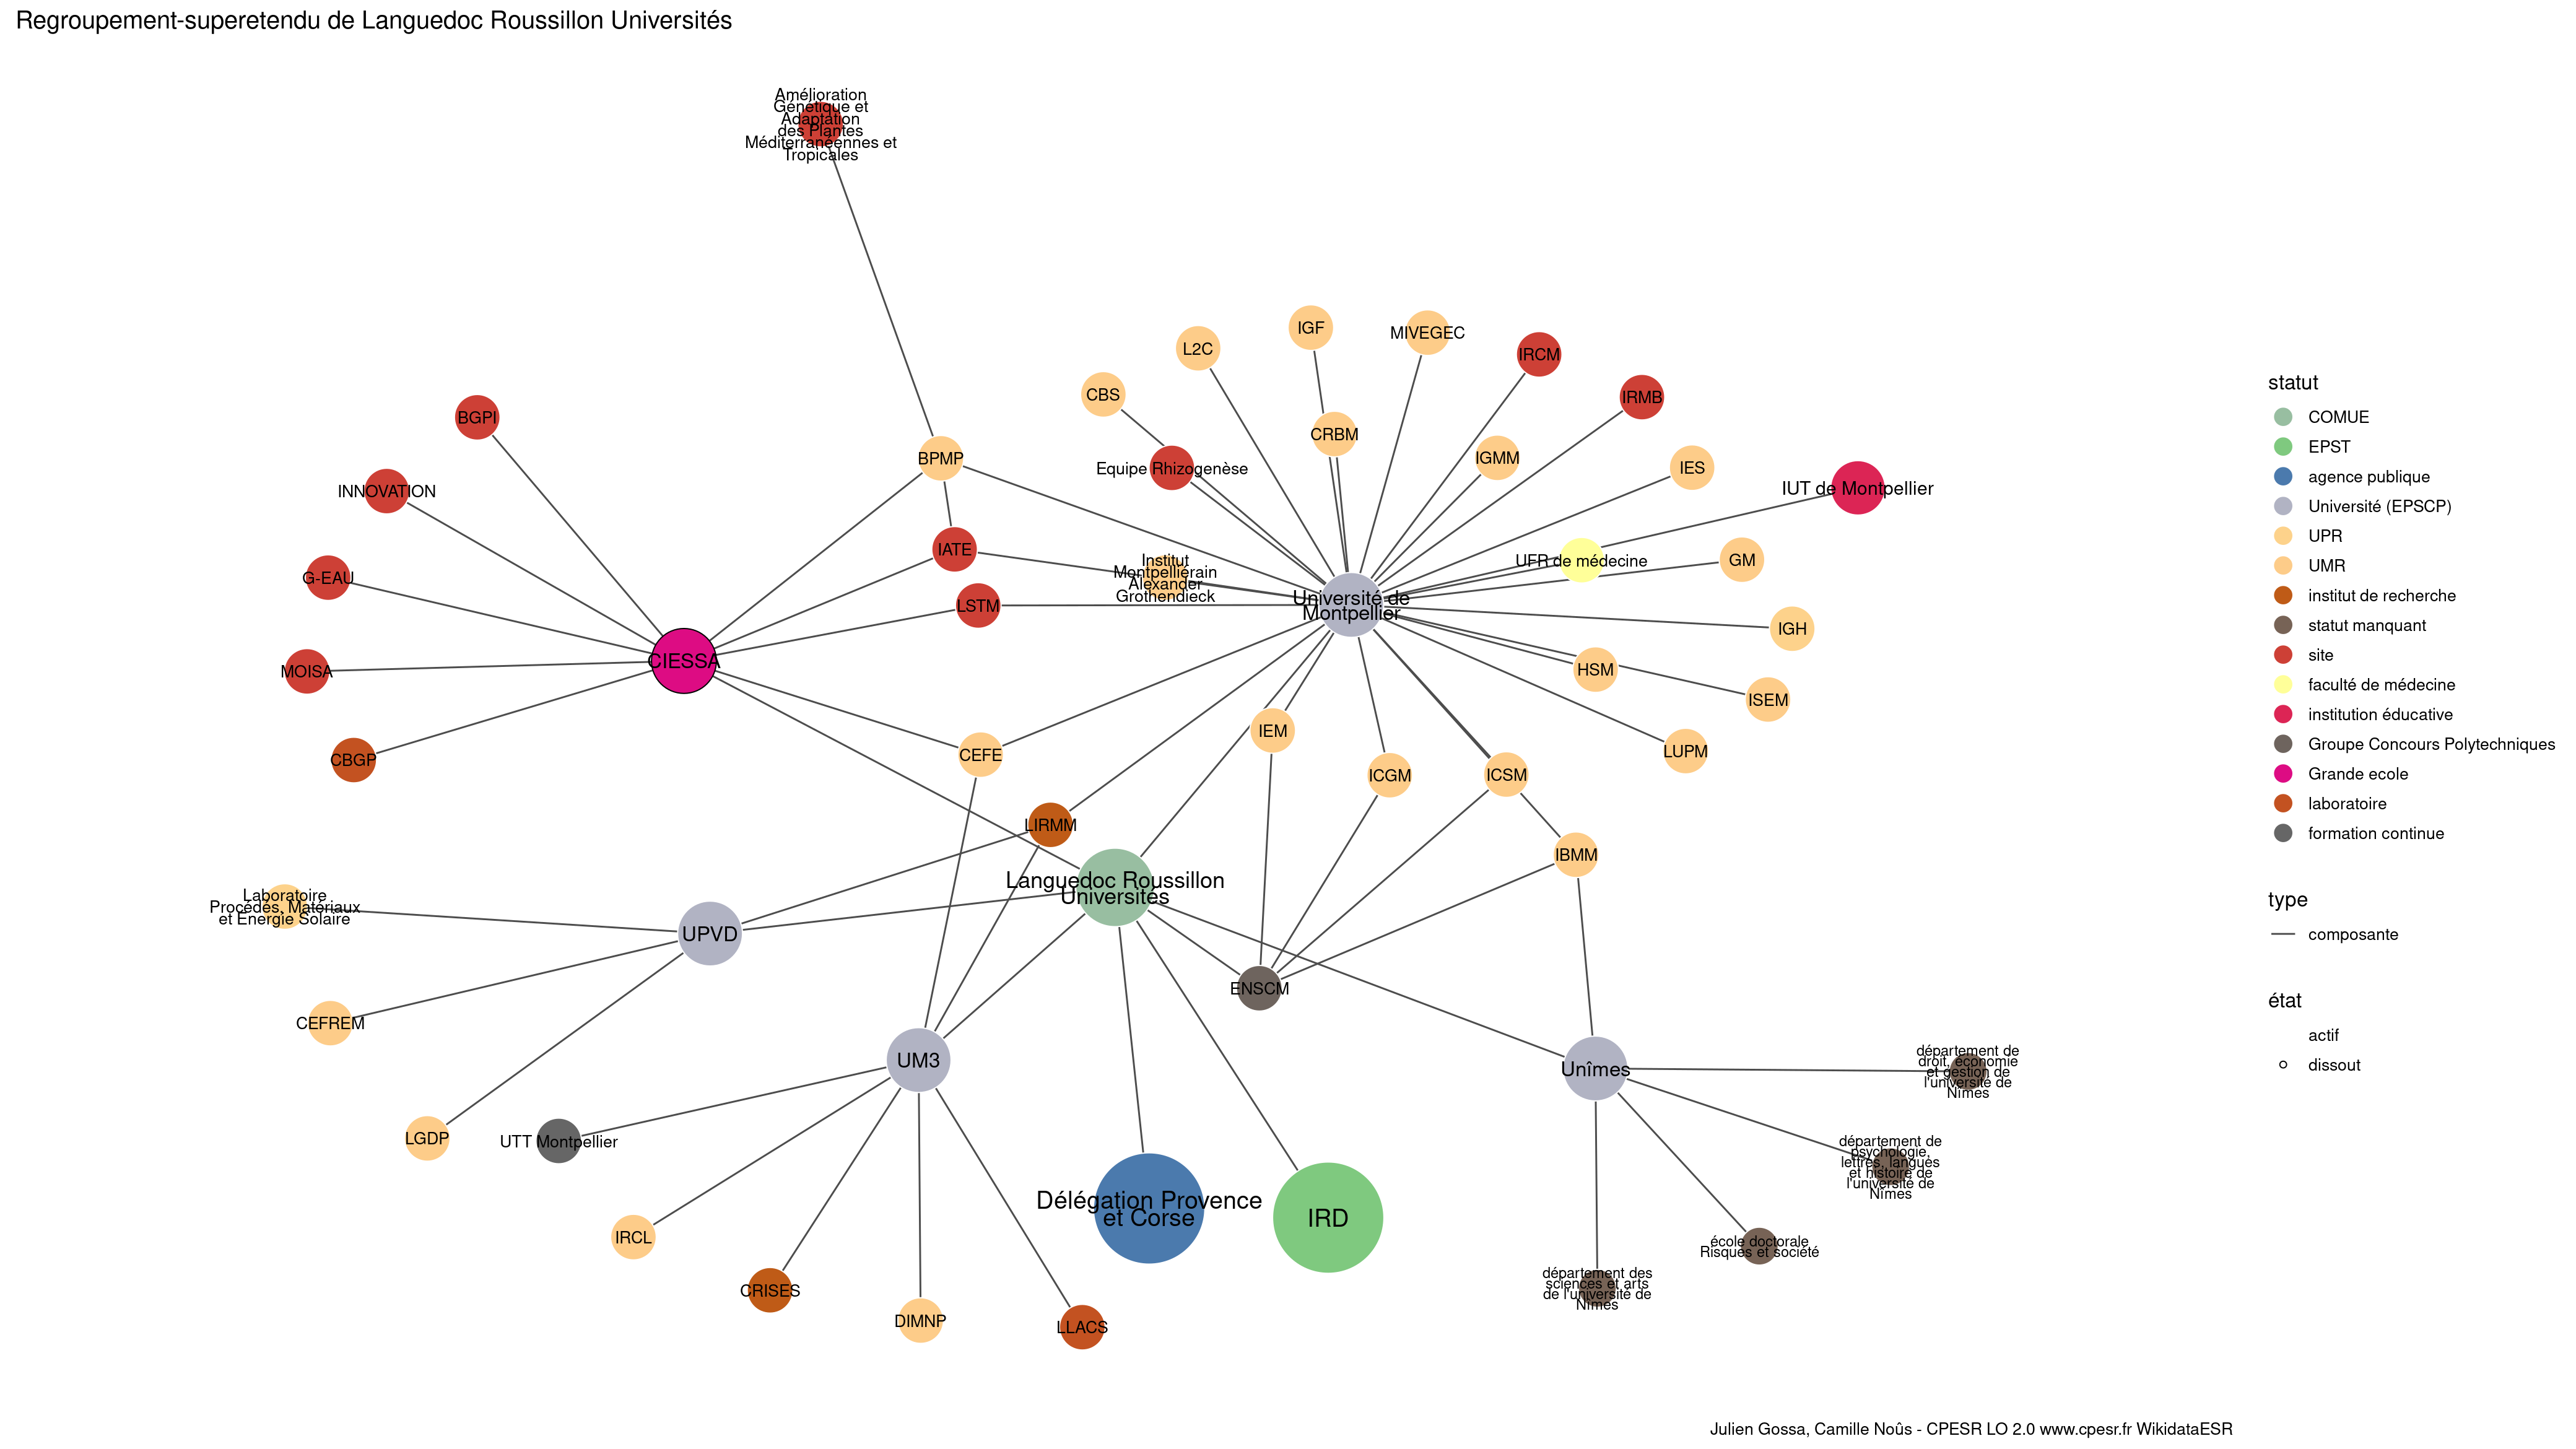 Regroupement-superetendu de Languedoc Roussillon Universités
Amélioration
Génétique et
Adaptation
des Plantes
Méditerranéennes et
Tropicales
IGF
MIVEGEC
L2C
IRCM
CBS
IRMB
BGPI
CRBM
BPMP
IGMM
Equipe Rhizogenèse
IES
INNOVATION
IUT de Montpellier
IATE
Institut
Montpelliérain
Alexander
Grothendieck
UFR de médecine
GM
G-EAU
LSTM
Université de
Montpellier
IGH
CIESSA
MOISA
HSM
ISEM
IEM
CEFE
LUPM
CBGP
ICGM
ICSM
LIRMM
IBMM
Languedoc Roussillon
Universités
Laboratoire
Procédés, Matériaux
et Energie Solaire
UPVD
ENSCM
CEFREM
UM3
Unîmes
département de
droit, économie
et gestion de
l'université de
Nîmes
LGDP
UTT Montpellier
département de
psychologie,
lettres, langues
et histoire de
l'université de
Nîmes
Délégation Provence
et Corse
IRD
IRCL
école doctorale
Risques et société
CRISES
département des
sciences et arts
de l'université de
Nîmes
DIMNP
LLACS
statut
COMUE
EPST
agence publique
Université (EPSCP)
UPR
UMR
institut de recherche
statut manquant
site
faculté de médecine
institution éducative
Groupe Concours Polytechniques
Grande ecole
laboratoire
formation continue
type
composante
état
actif
dissout
Julien Gossa, Camille Noûs - CPESR LO 2.0 www.cpesr.fr WikidataESR